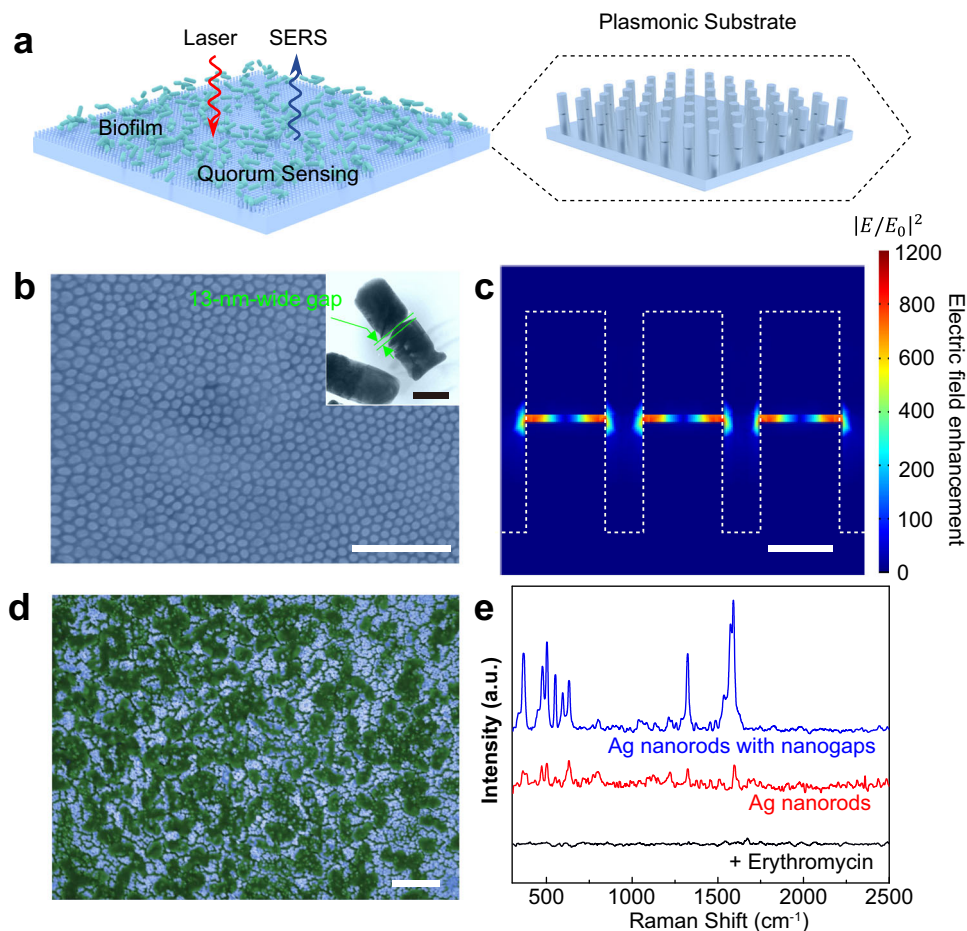 a
Laser
SERS
Biofilm
Quorum Sensing
Plasmonic Substrate
b
13-nm-wide gap
c
|E/E₀|²
1200
800
600
400
200
100
0
Electric field enhancement
d
e
Intensity (a.u.)
Ag nanorods with nanogaps
Ag nanorods
+ Erythromycin
500 1000 1500 2000 2500
Raman Shift (cm⁻¹)